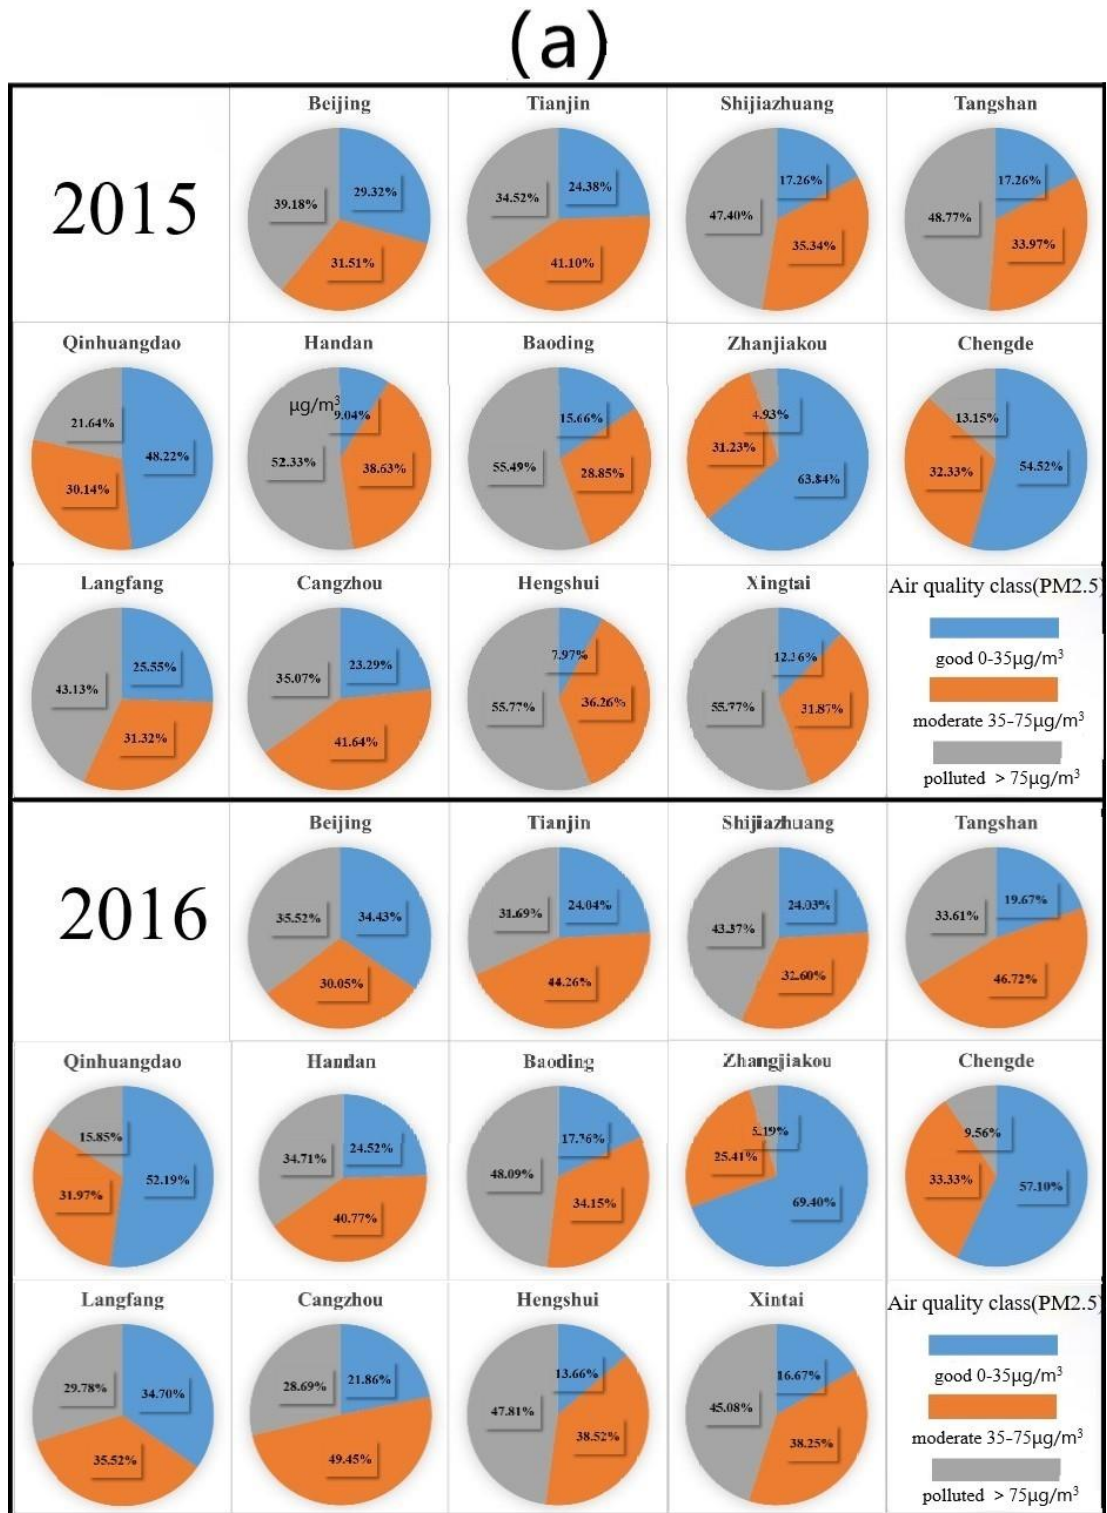 (a)
2015
Beijing
29.32%
31.51%
39.18%
Tianjin
24.38%
41.10%
34.52%
Shijiazhuang
17.26%
35.34%
47.40%
Tangshan
17.26%
33.97%
48.77%
Qinhuangdao
48.22%
30.14%
21.64%
Handan
µg/m³
9.04%
38.63%
52.33%
Baoding
15.66%
28.85%
55.49%
Zhanjiakou
4.93%
31.23%
63.84%
Chengde
13.15%
32.33%
54.52%
Langfang
25.55%
31.32%
43.13%
Cangzhou
23.29%
41.64%
35.07%
Hengshui
7.97%
36.26%
55.77%
Xingtai
12.36%
31.87%
55.77%
Air quality class(PM2.5)
good 0-35µg/m³
moderate 35-75µg/m³
polluted > 75µg/m³
2016
Beijing
34.43%
30.05%
35.52%
Tianjin
24.04%
44.26%
31.69%
Shijiazhuang
24.03%
32.60%
43.37%
Tangshan
19.67%
46.72%
33.61%
Qinhuangdao
15.85%
52.19%
31.97%
Handan
24.52%
40.77%
34.71%
Baoding
17.76%
34.15%
48.09%
Zhangjiakou
5.19%
25.41%
69.40%
Chengde
9.56%
33.33%
57.10%
Langfang
34.70%
35.52%
29.78%
Cangzhou
21.86%
49.45%
28.69%
Hengshui
13.66%
38.52%
47.81%
Xintai
16.67%
38.25%
45.08%
Air quality class(PM2.5)
good 0-35µg/m³
moderate 35-75µg/m³
polluted > 75µg/m³